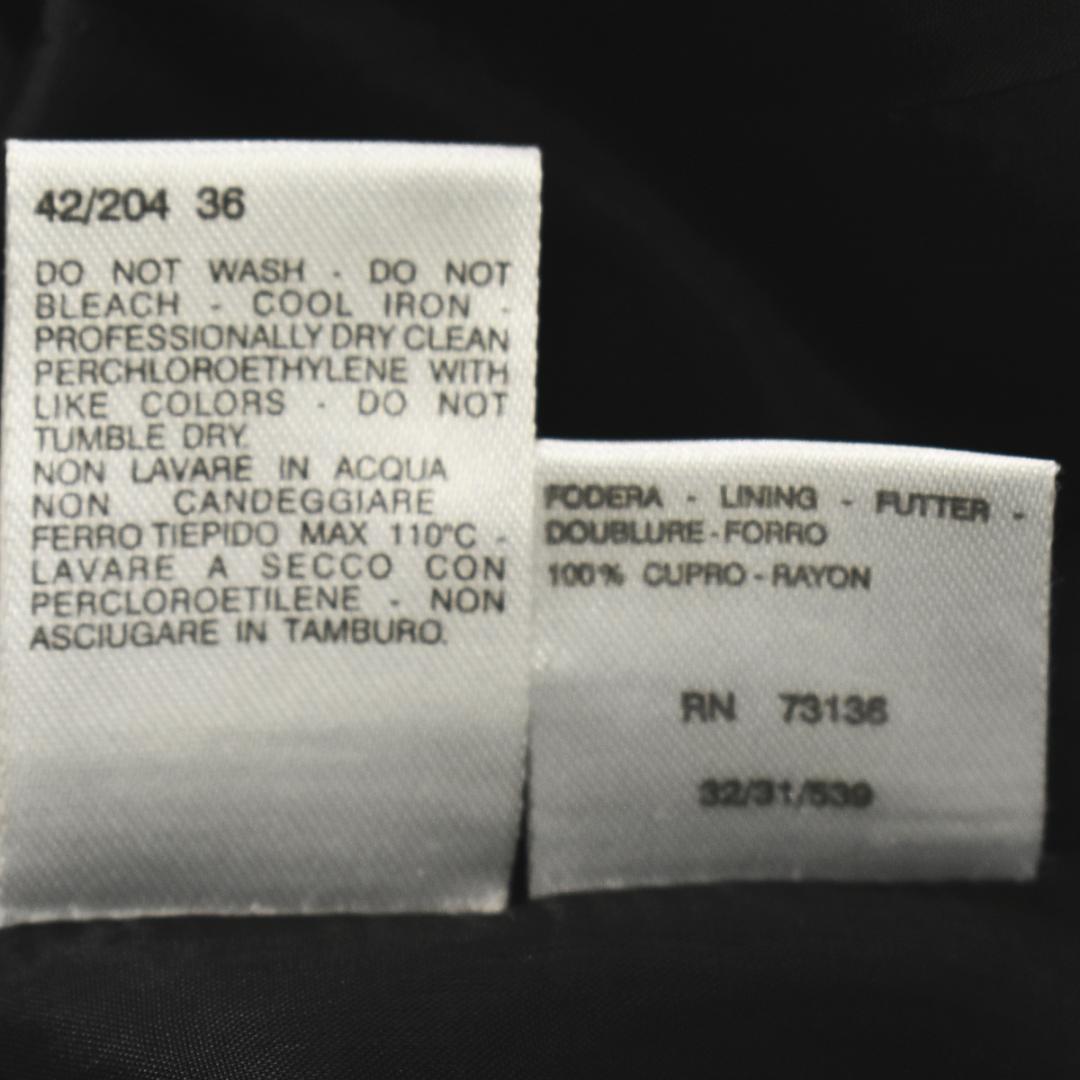 42/204 36
DO NOT WASH - DO NOT
BLEACH - COOL IRON -
PROFESSIONALLY DRY CLEAN
PERCHLOROETHYLENE WITH
LIKE COLORS - DO NOT
TUMBLE DRY.
NON LAVARE IN ACQUA
NON CANDEGGIARE
FERRO TIEPIDO MAX 110°C -
LAVARE A SECCO CON
PERCLOROETILENE - NON
ASCIUGARE IN TAMBURO.
FODERA - LINING - FUTTER -
DOUBLURE - FORRO
100% CUPRO - RAYON
RN 73136
32/31/539